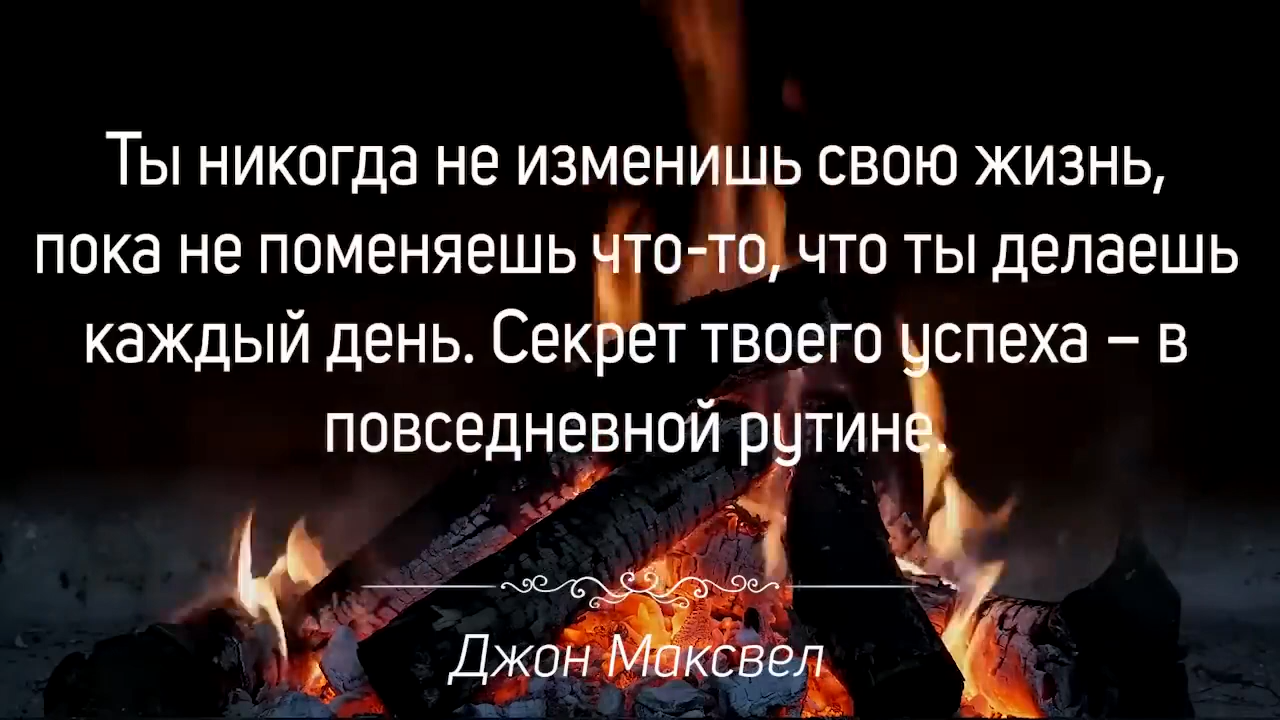 Ты никогда не изменишь свою жизнь,
пока не поменяешь что-то, что ты делаешь
каждый день. Секрет твоего успеха – в
повседневной рутине.
Джон Максвел